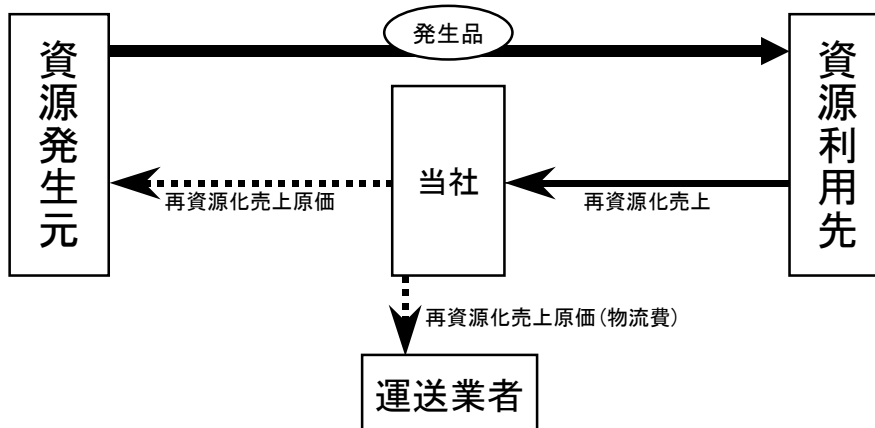 発生品
資源発生元
当社
資源利用先
再資源化売上原価
再資源化売上
再資源化売上原価（物流費）
運送業者